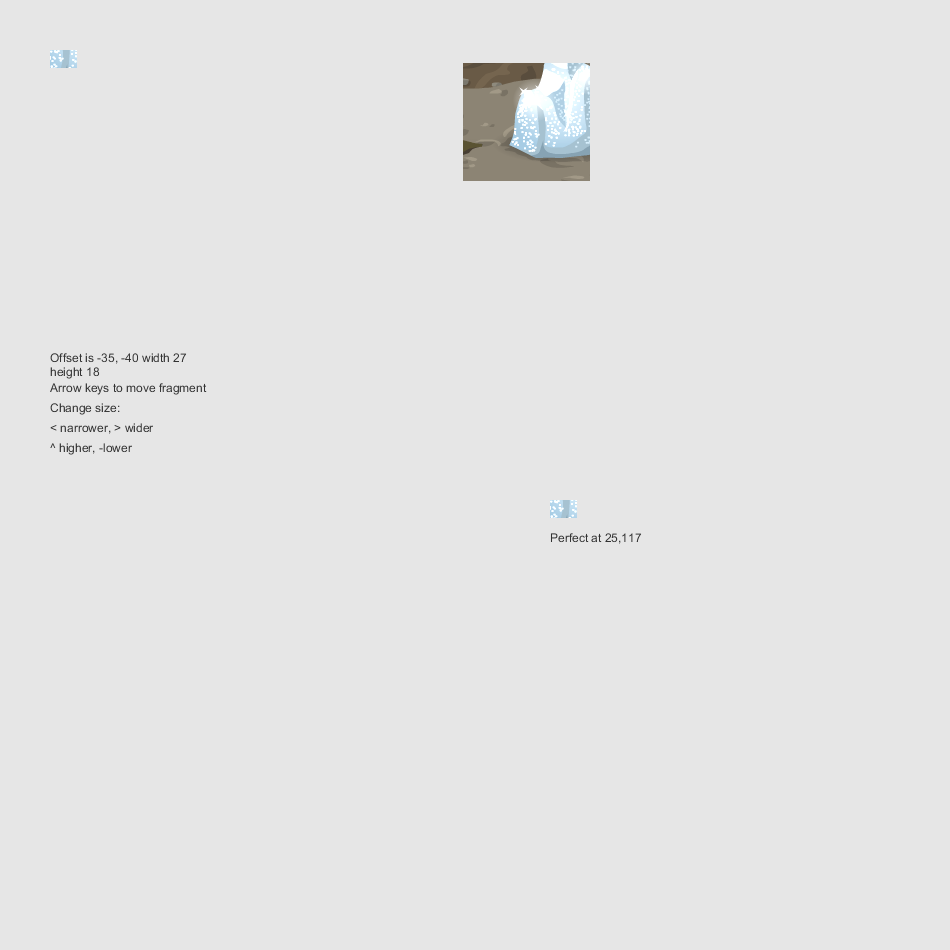 Offset is -35, -40 width 27
height 18
Arrow keys to move fragment
Change size:
< narrower, > wider
^ higher, -lower
Perfect at 25,117